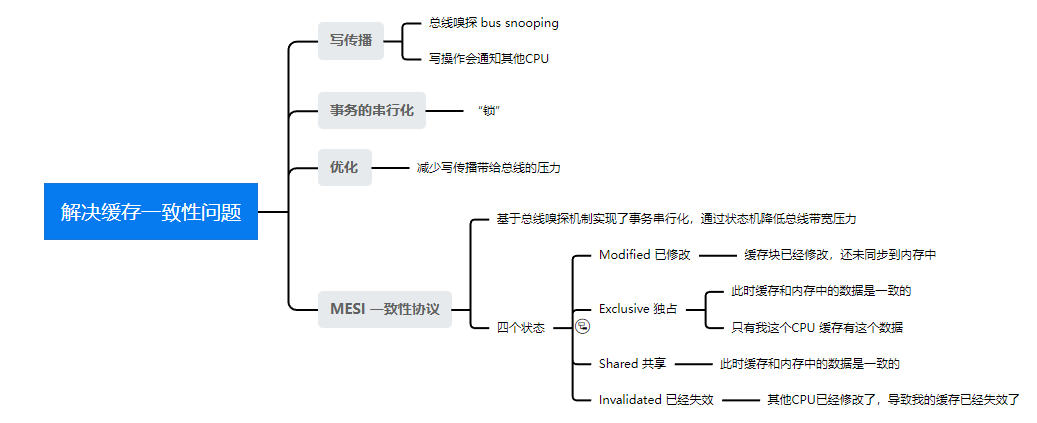 解决缓存一致性问题
写传播
总线嗅探 bus snooping
写操作会通知其他CPU
事务的串行化
“锁”
优化
减少写传播带给总线的压力
MESI 一致性协议
基于总线嗅探机制实现了事务串行化，通过状态机降低总线带宽压力
四个状态
Modified 已修改
缓存块已经修改，还未同步到内存中
Exclusive 独占
此时缓存和内存中的数据是一致的
只有我这个CPU 缓存有这个数据
Shared 共享
此时缓存和内存中的数据是一致的
Invalidated 已经失效
其他CPU已经修改了，导致我的缓存已经失效了